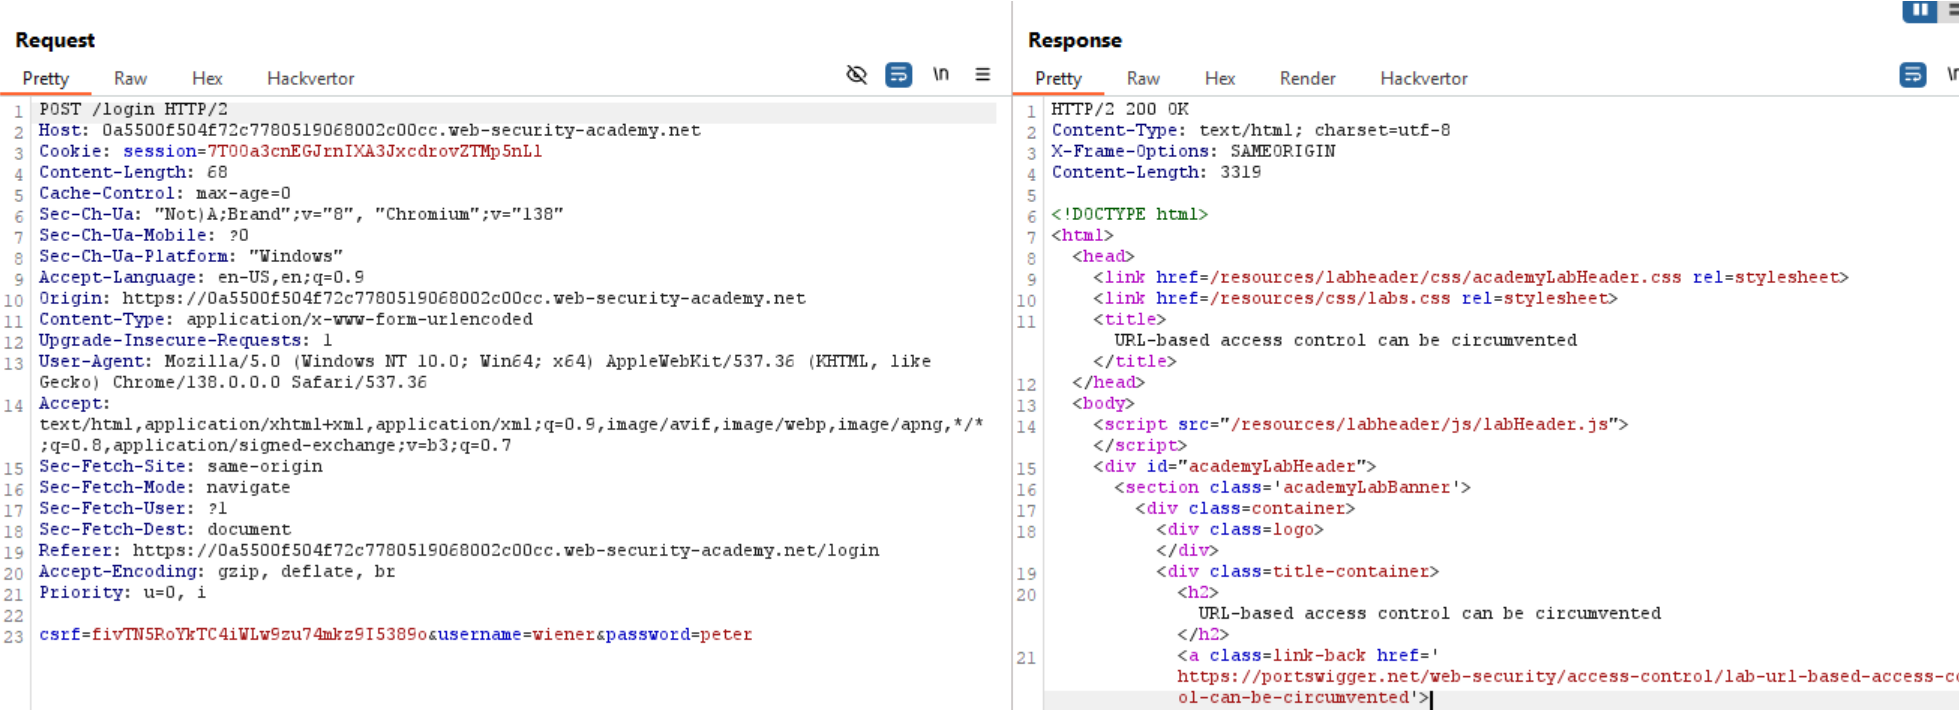 Request
Pretty Raw Hex Hackvertor \n
1 POST /login HTTP/2
2 Host: 0a5500f504f72c7780519068002c00cc.web-security-academy.net
3 Cookie: session=7T00a3cnEGJrnIXA3JxcdrovZTMp5nLl
4 Content-Length: 68
5 Cache-Control: max-age=0
6 Sec-Ch-Ua: "Not)A;Brand";v="8", "Chromium";v="138"
7 Sec-Ch-Ua-Mobile: ?0
8 Sec-Ch-Ua-Platform: "Windows"
9 Accept-Language: en-US,en;q=0.9
10 Origin: https://0a5500f504f72c7780519068002c00cc.web-security-academy.net
11 Content-Type: application/x-www-form-urlencoded
12 Upgrade-Insecure-Requests: 1
13 User-Agent: Mozilla/5.0 (Windows NT 10.0; Win64; x64) AppleWebKit/537.36 (KHTML, like
Gecko) Chrome/138.0.0.0 Safari/537.36
14 Accept:
text/html,application/xhtml+xml,application/xml;q=0.9,image/avif,image/webp,image/apng,*/*
;q=0.8,application/signed-exchange;v=b3;q=0.7
15 Sec-Fetch-Site: same-origin
16 Sec-Fetch-Mode: navigate
17 Sec-Fetch-User: ?1
18 Sec-Fetch-Dest: document
19 Referer: https://0a5500f504f72c7780519068002c00cc.web-security-academy.net/login
20 Accept-Encoding: gzip, deflate, br
21 Priority: u=0, i
22
23 csrf=fivTN5RoYkTC4iWLw9zu74mkz9I5389o&username=wiener&password=peter
Response
Pretty Raw Hex Render Hackvertor \n
1 HTTP/2 200 OK
2 Content-Type: text/html; charset=utf-8
3 X-Frame-Options: SAMEORIGIN
4 Content-Length: 3319
5
6 <!DOCTYPE html>
7 <html>
8 <head>
9 <link href=/resources/labheader/css/academyLabHeader.css rel=stylesheet>
10 <link href=/resources/css/labs.css rel=stylesheet>
11 <title>
URL-based access control can be circumvented
</title>
12 </head>
13 <body>
14 <script src="/resources/labheader/js/labHeader.js">
</script>
15 <div id="academyLabHeader">
16 <section class='academyLabBanner'>
17 <div class=container>
18 <div class=logo>
</div>
19 <div class=title-container>
20 <h2>
URL-based access control can be circumvented
</h2>
21 <a class=link-back href='
https://portswigger.net/web-security/access-control/lab-url-based-access-c
ol-can-be-circumvented'>